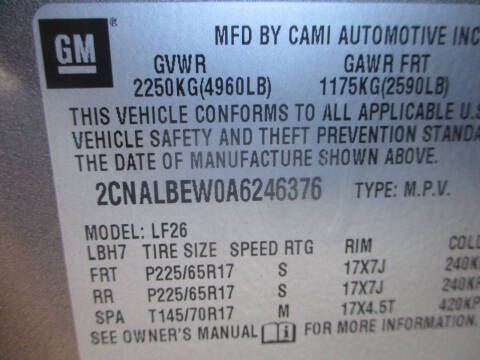 GM
MFD BY CAMI AUTOMOTIVE INC
GVWR GAWR FRT
2250KG(4960LB) 1175KG(2590LB)
THIS VEHICLE CONFORMS TO ALL APPLICABLE U.S
VEHICLE SAFETY AND THEFT PREVENTION STANDA
THE DATE OF MANUFACTURE SHOWN ABOVE.
2CNALBEW0A6246376 TYPE: M.P.V.
MODEL: LF26
LBH7 TIRE SIZE SPEED RTG RIM COL
FRT P225/65R17 S 17X7J 240K
RR P225/65R17 S 17X7J 240KP
SPA T145/70R17 M 17X4.5T 420KP
SEE OWNER'S MANUAL i FOR MORE INFORMATION.